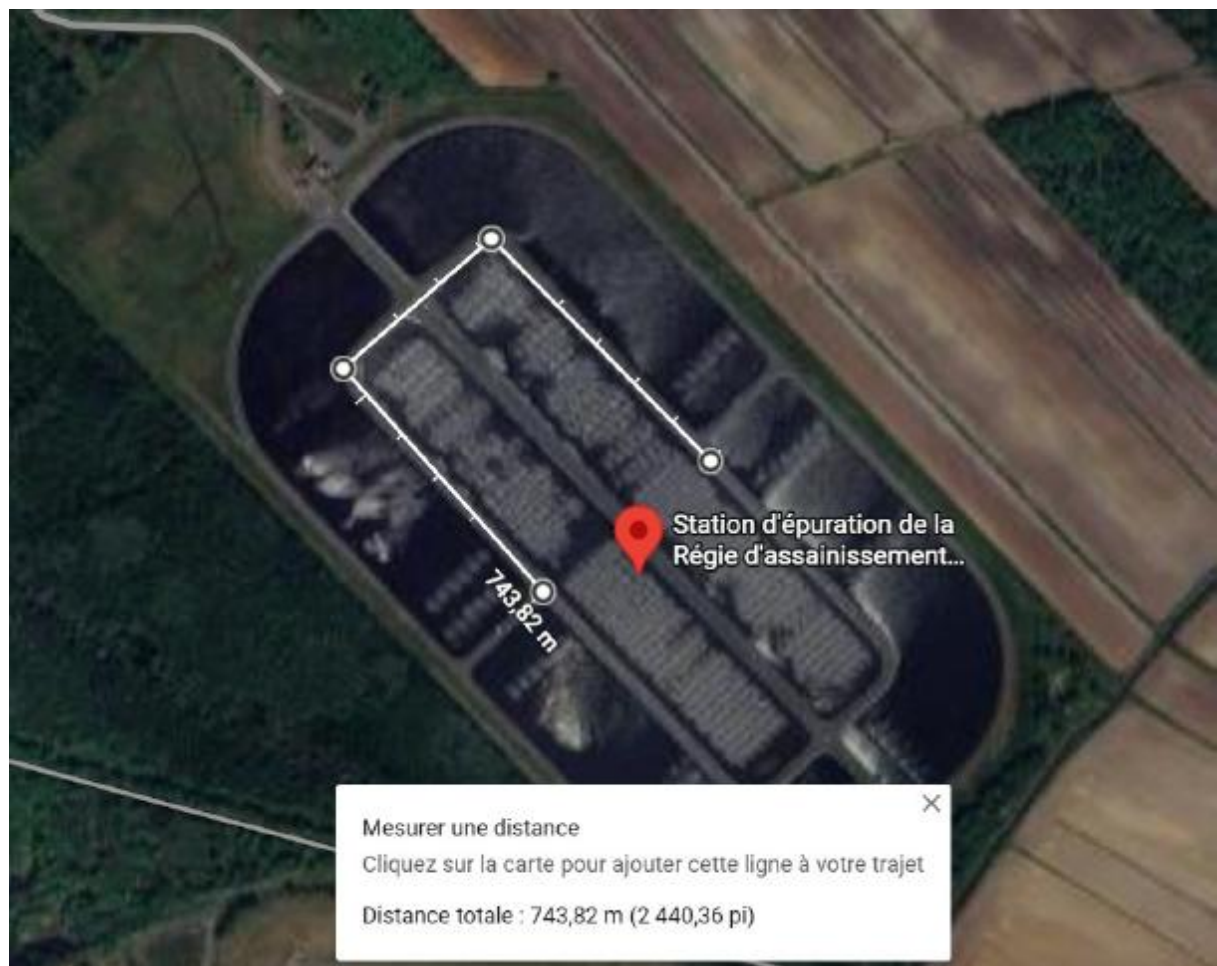 Station d'épuration de la
Régie d'assainissement...
743,82 m
Mesurer une distance
Cliquez sur la carte pour ajouter cette ligne à votre trajet
Distance totale : 743,82 m (2 440,36 pi)